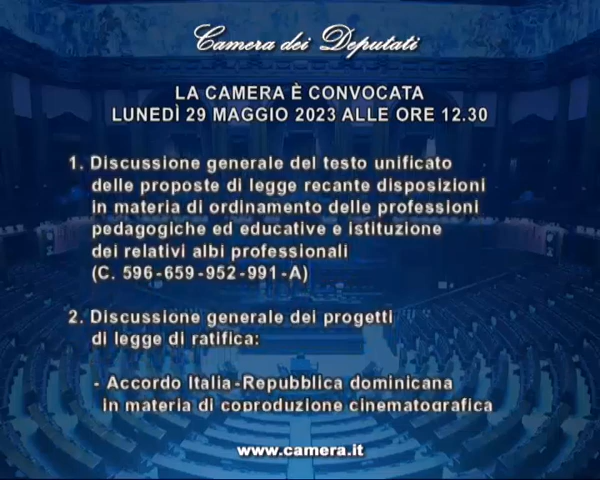 Camera dei Deputati
LA CAMERA È CONVOCATA
LUNEDÌ 29 MAGGIO 2023 ALLE ORE 12.30
1. Discussione generale del testo unificato
delle proposte di legge recante disposizioni
in materia di ordinamento delle professioni
pedagogiche ed educative e istituzione
dei relativi albi professionali
(C. 596-659-952-991-A)
2. Discussione generale dei progetti
di legge di ratifica:
- Accordo Italia-Repubblica dominicana
in materia di coproduzione cinematografica
www.camera.it